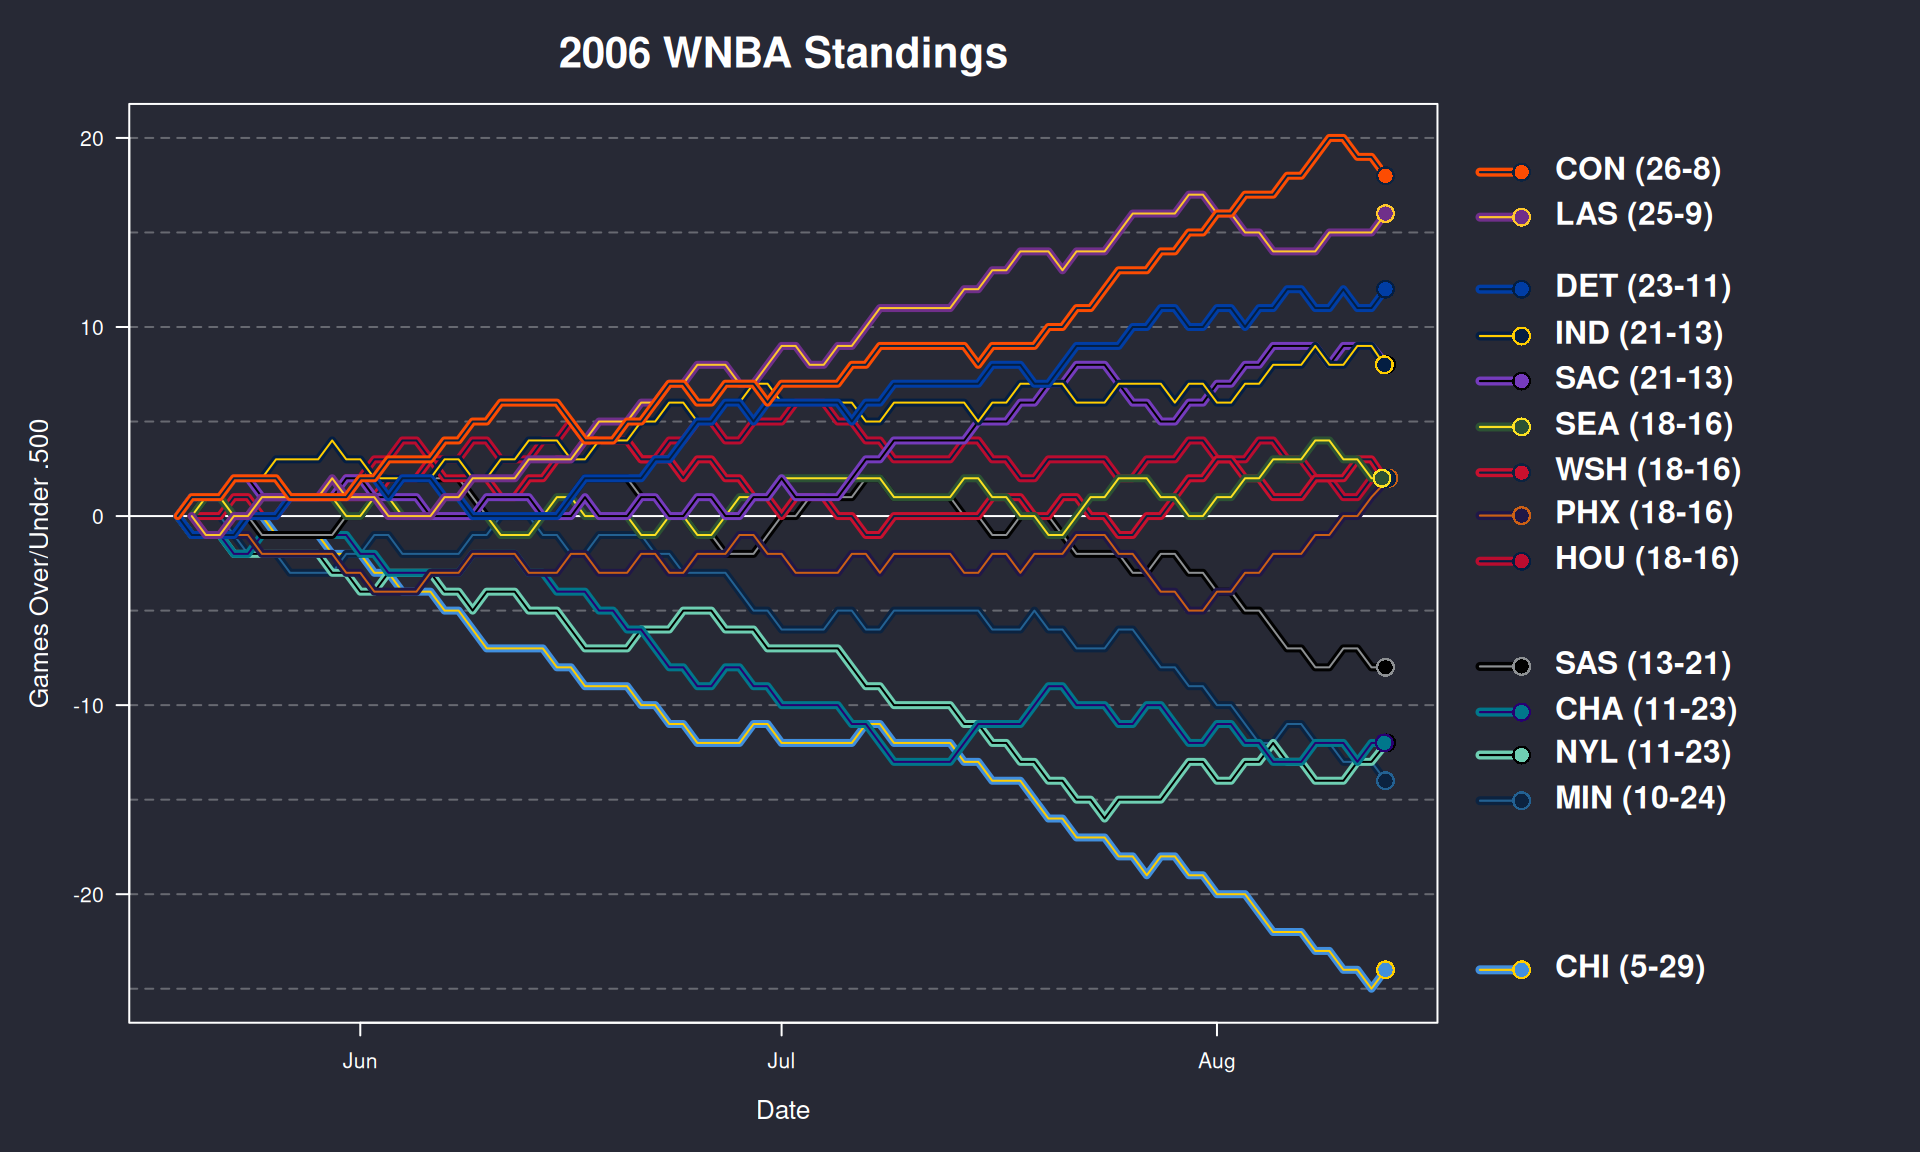 2006 WNBA Standings
20
10
0
-10
-20
Games Over/Under .500
Jun
Jul
Aug
Date
CON (26-8)
LAS (25-9)
DET (23-11)
IND (21-13)
SAC (21-13)
SEA (18-16)
WSH (18-16)
PHX (18-16)
HOU (18-16)
SAS (13-21)
CHA (11-23)
NYL (11-23)
MIN (10-24)
CHI (5-29)